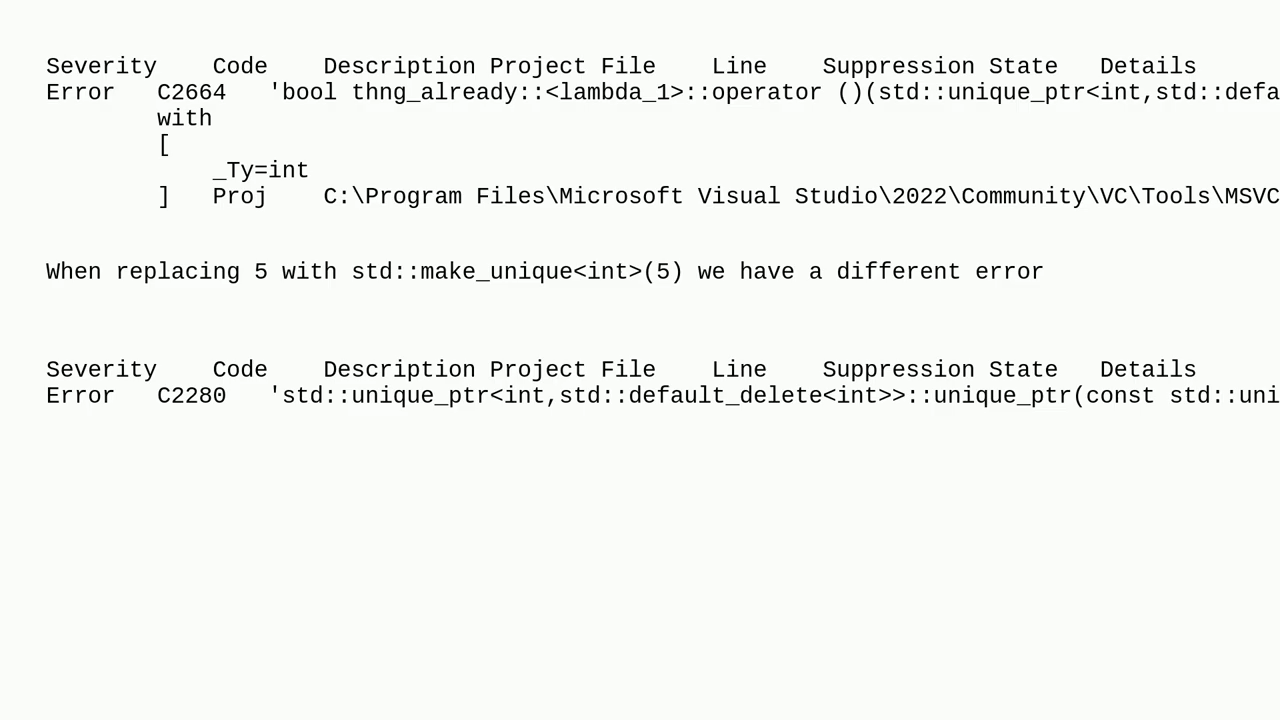 Severity Code Description Project File Line Suppression State Details
Error C2664 'bool thng_already::<lambda_1>::operator ()(std::unique_ptr<int,std::defa
with
[
_Ty=int
] Proj C:\Program Files\Microsoft Visual Studio\2022\Community\VC\Tools\MSVC
When replacing 5 with std::make_unique<int>(5) we have a different error
Severity Code Description Project File Line Suppression State Details
Error C2280 'std::unique_ptr<int,std::default_delete<int>>::unique_ptr(const std::uni